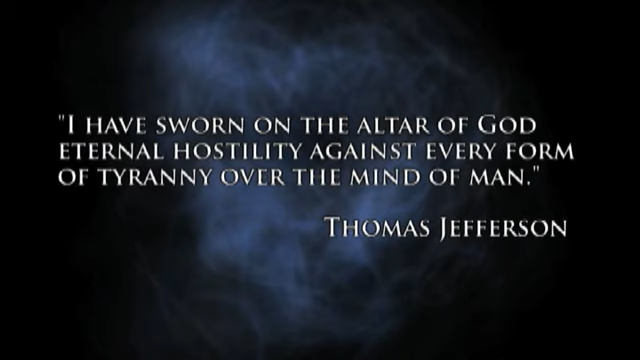 "I HAVE SWORN ON THE ALTAR OF GOD
ETERNAL HOSTILITY AGAINST EVERY FORM
OF TYRANNY OVER THE MIND OF MAN."
THOMAS JEFFERSON